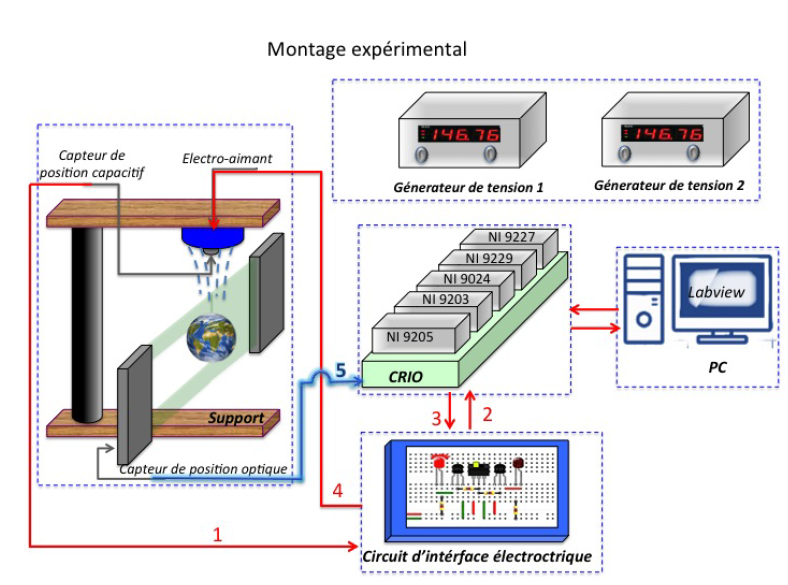 Montage expérimental
146.76
146.76
Génerateur de tension 1
Génerateur de tension 2
Capteur de
position capacitif
Electro-aimant
NI 9227
NI 9229
NI 9024
NI 9203
NI 9205
CRIO
Labview
PC
Support
Capteur de position optique
5
3
2
4
1
Circuit d'intérface électroctrique